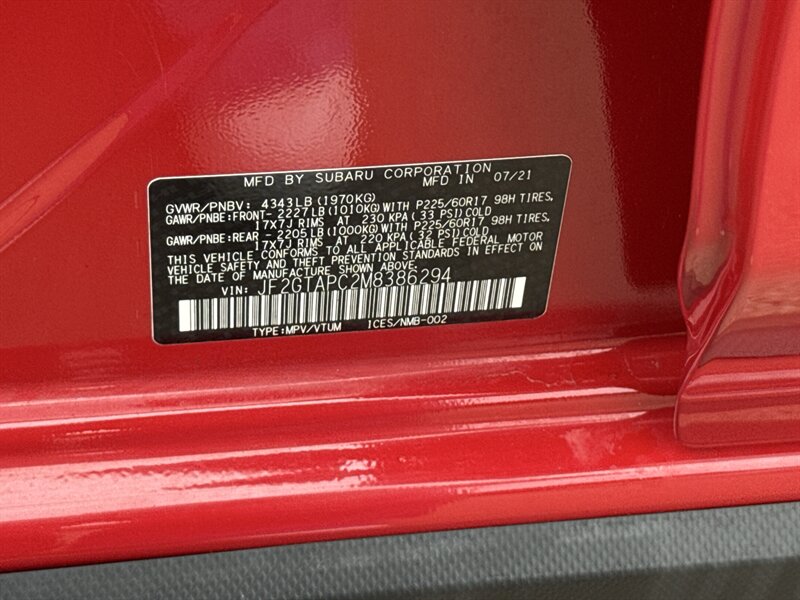 MFD BY SUBARU CORPORATION
MFD IN 07/21
GVWR/PNBV: 4343LB (1970KG)
GAWR/PNBE:FRONT- 2227LB(1010KG)WITH P225/60R17 98H TIRES,
17X7J RIMS AT 230 KPA (33 PSI)COLD
GAWR/PNBE:REAR -2205LB(1000KG)WITH P225/60R17 98H TIRES,
17X7J RIMS AT 220 KPA (32 PSI)COLD
THIS VEHICLE CONFORMS TO ALL APPLICABLE FEDERAL MOTOR
VEHICLE SAFETY AND THEFT PREVENTION STANDARDS IN EFFECT ON
THE DATE OF MANUFACTURE SHOWN ABOVE.
VIN: JF2GTAPC2M8386294
TYPE:MPV/VTUM ICES/NMB-002